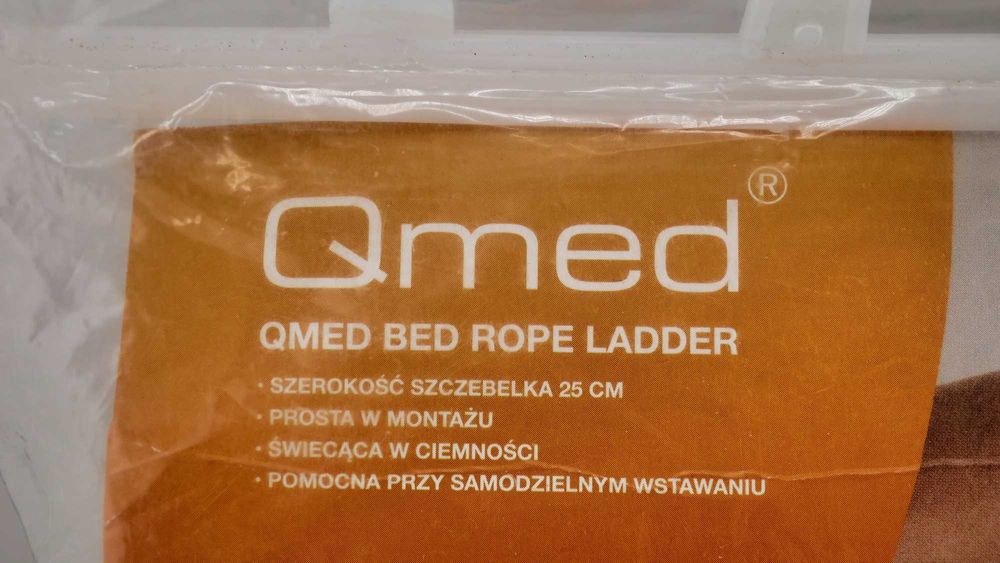 Qmed®
QMED BED ROPE LADDER
· SZEROKOŚĆ SZCZEBELKA 25 CM
· PROSTA W MONTAŻU
· ŚWIECĄCA W CIEMNOŚCI
· POMOCNA PRZY SAMODZIELNYM WSTAWANIU